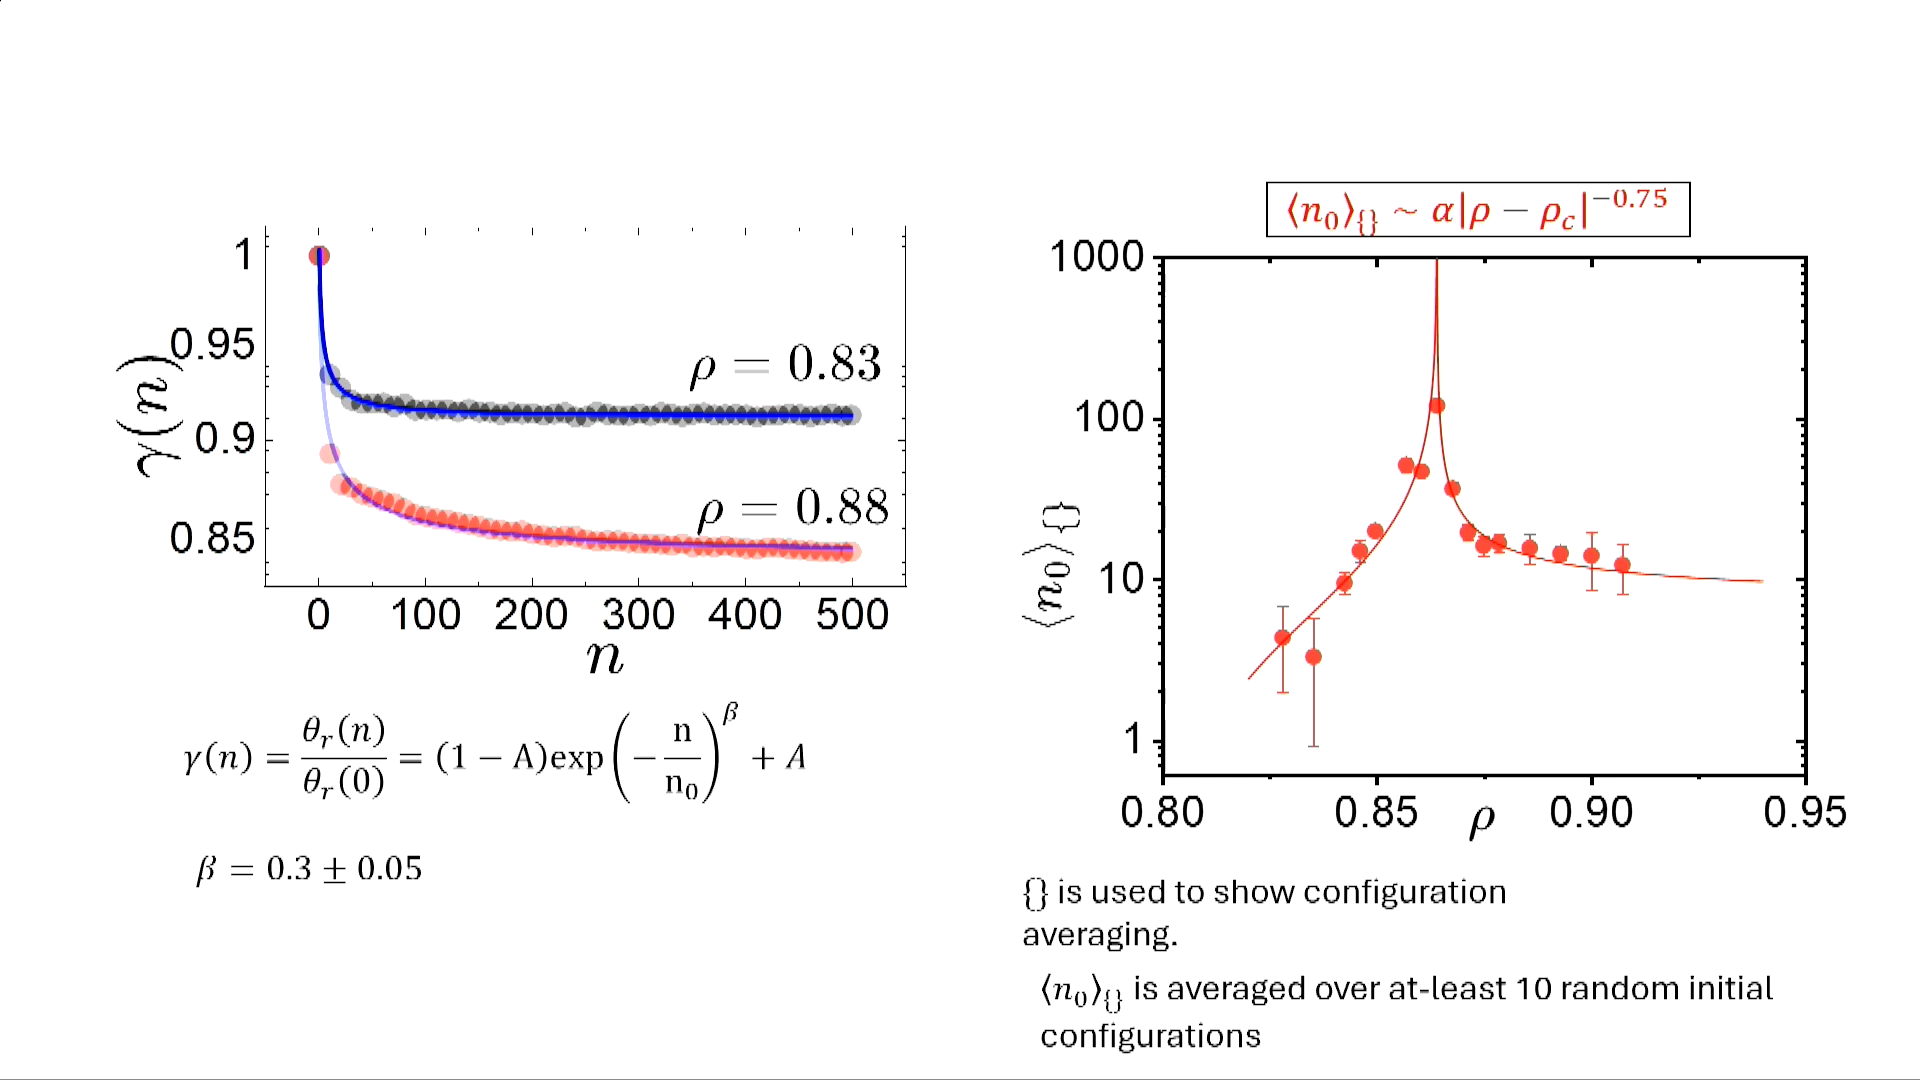 1
0.95
0.9
0.85
γ(n)
ρ = 0.83
ρ = 0.88
0 100 200 300 400 500
n
γ(n) = θᵣ(n)/θᵣ(0) = (1 − A)exp(−n/n₀)^β + A
β = 0.3 ± 0.05
⟨n₀⟩{} ~ α|ρ − ρc|^−0.75
1000
100
10
1
⟨n₀⟩{}
0.80 0.85 0.90 0.95
ρ
{} is used to show configuration
averaging.
⟨n₀⟩{} is averaged over at-least 10 random initial
configurations